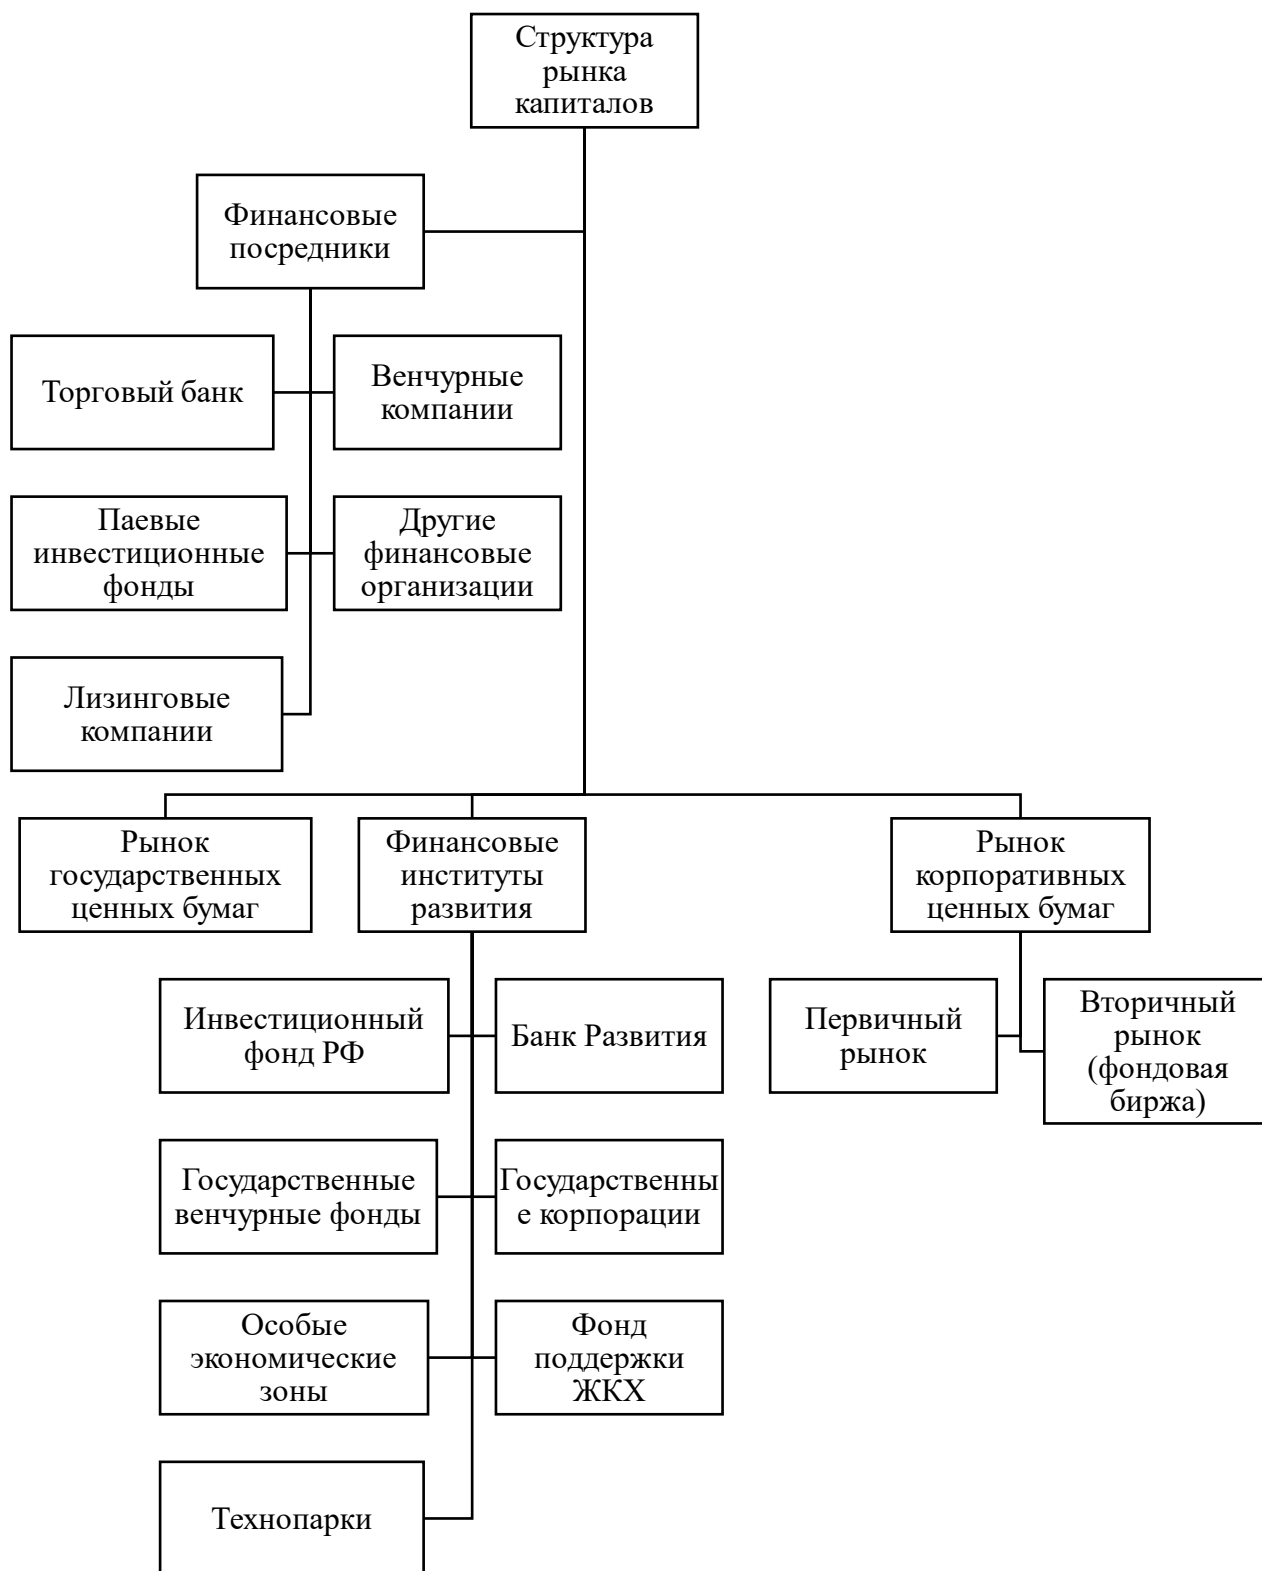 Структура
рынка
капиталов
Финансовые
посредники
Торговый банк
Венчурные
компании
Паевые
инвестиционные
фонды
Другие
финансовые
организации
Лизинговые
компании
Рынок
государственных
ценных бумаг
Финансовые
институты
развития
Рынок
корпоративных
ценных бумаг
Инвестиционный
фонд РФ
Банк Развития
Первичный
рынок
Вторичный
рынок
(фондовая
биржа)
Государственные
венчурные фонды
Государственны
е корпорации
Особые
экономические
зоны
Фонд
поддержки
ЖКХ
Технопарки